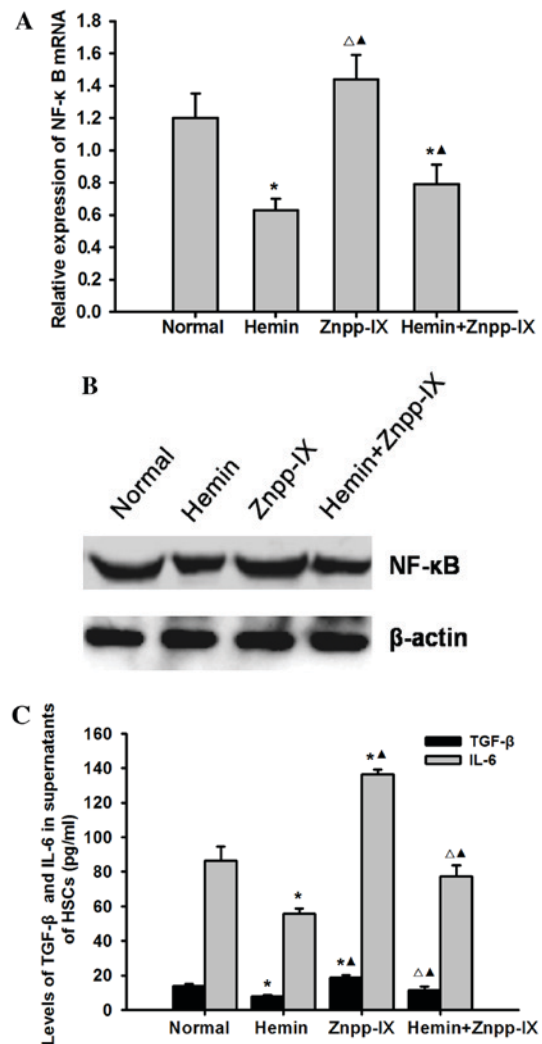 A
Relative expression of NF-κ B mRNA
1.8
1.6
1.4
1.2
1.0
0.8
0.6
0.4
0.2
0.0
*
△▲
*▲
Normal Hemin Znpp-IX Hemin+Znpp-IX
B
Normal Hemin Znpp-IX Hemin+Znpp-IX
NF-κB
β-actin
C
Levels of TGF-β and IL-6 in supernatants
of HSCs (pg/ml)
160
140
120
100
80
60
40
20
0
TGF-β
IL-6
*
*
*▲
*▲
△▲
△▲
Normal Hemin Znpp-IX Hemin+Znpp-IX